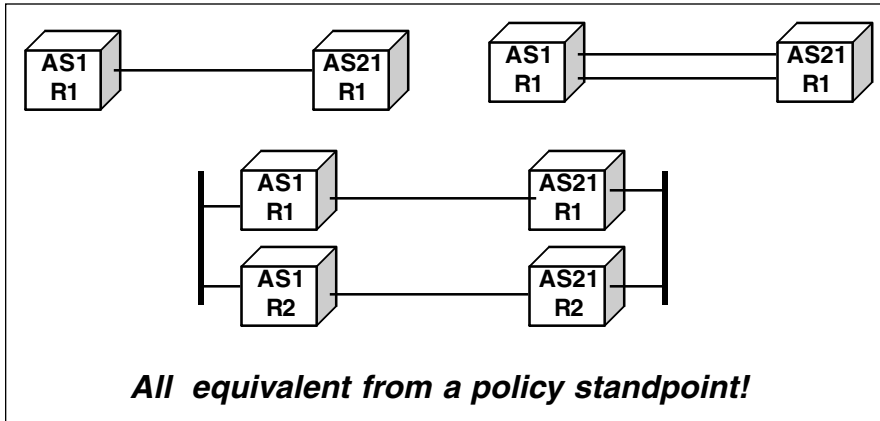 AS1
R1
AS21
R1
AS1
R1
AS21
R1
AS1
R1
AS21
R1
AS1
R2
AS21
R2
All equivalent from a policy standpoint!